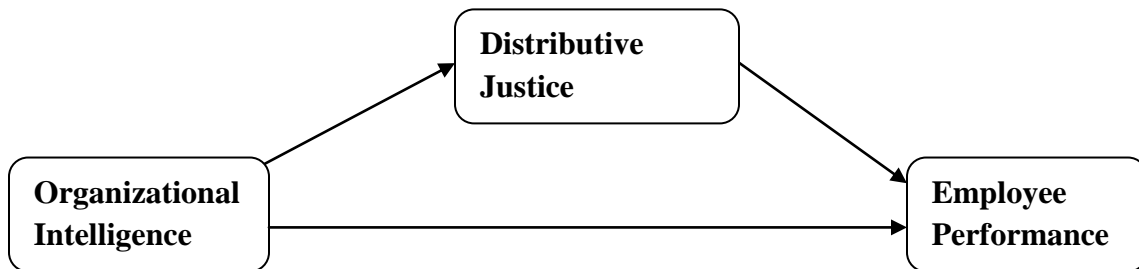 Distributive
Justice
Organizational
Intelligence
Employee
Performance